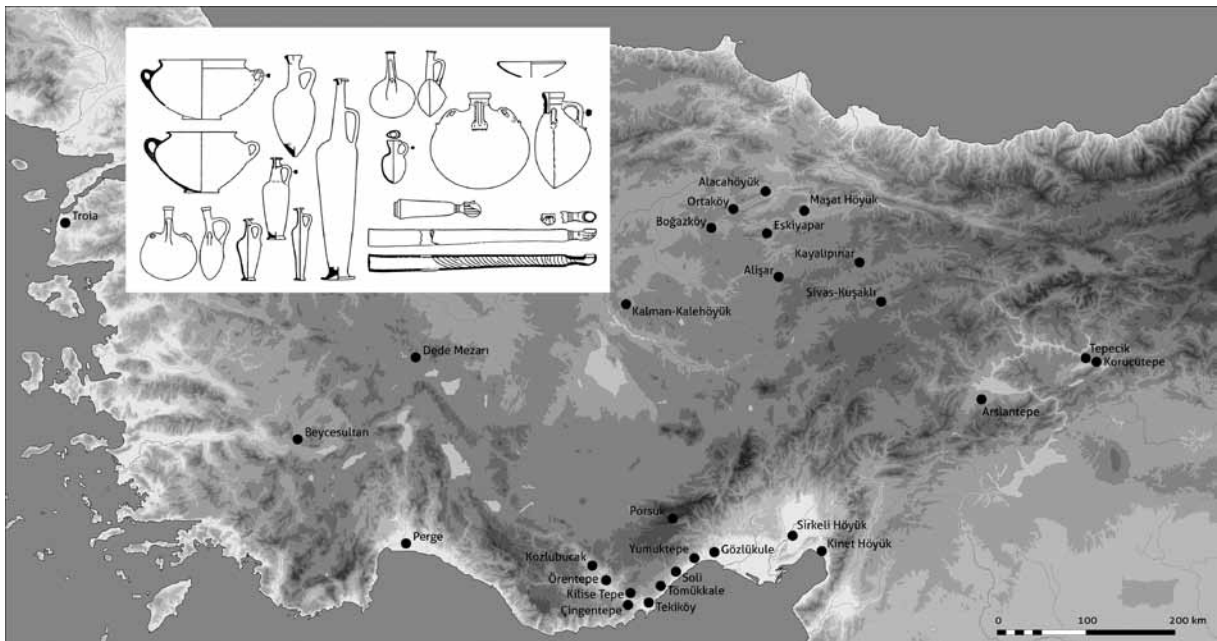 Troia
Alacahöyük
Ortaköy
Maşat Höyük
Boğazköy
Eskiyapar
Kayalıpınar
Alişar
Sivas-Kuşaklı
Kalman-Kalehöyük
Dede Mezarı
Tepecik
Korucutepe
Arslantepe
Beycesultan
Porsuk
Sirkeli Höyük
Perge
Yumuktepe
Gözlükule
Kinet Höyük
Kozlubucak
Örentepe
Soli
Kilise Tepe
Tömükkale
Çingentepe
Tekiköy
0 100 200 km